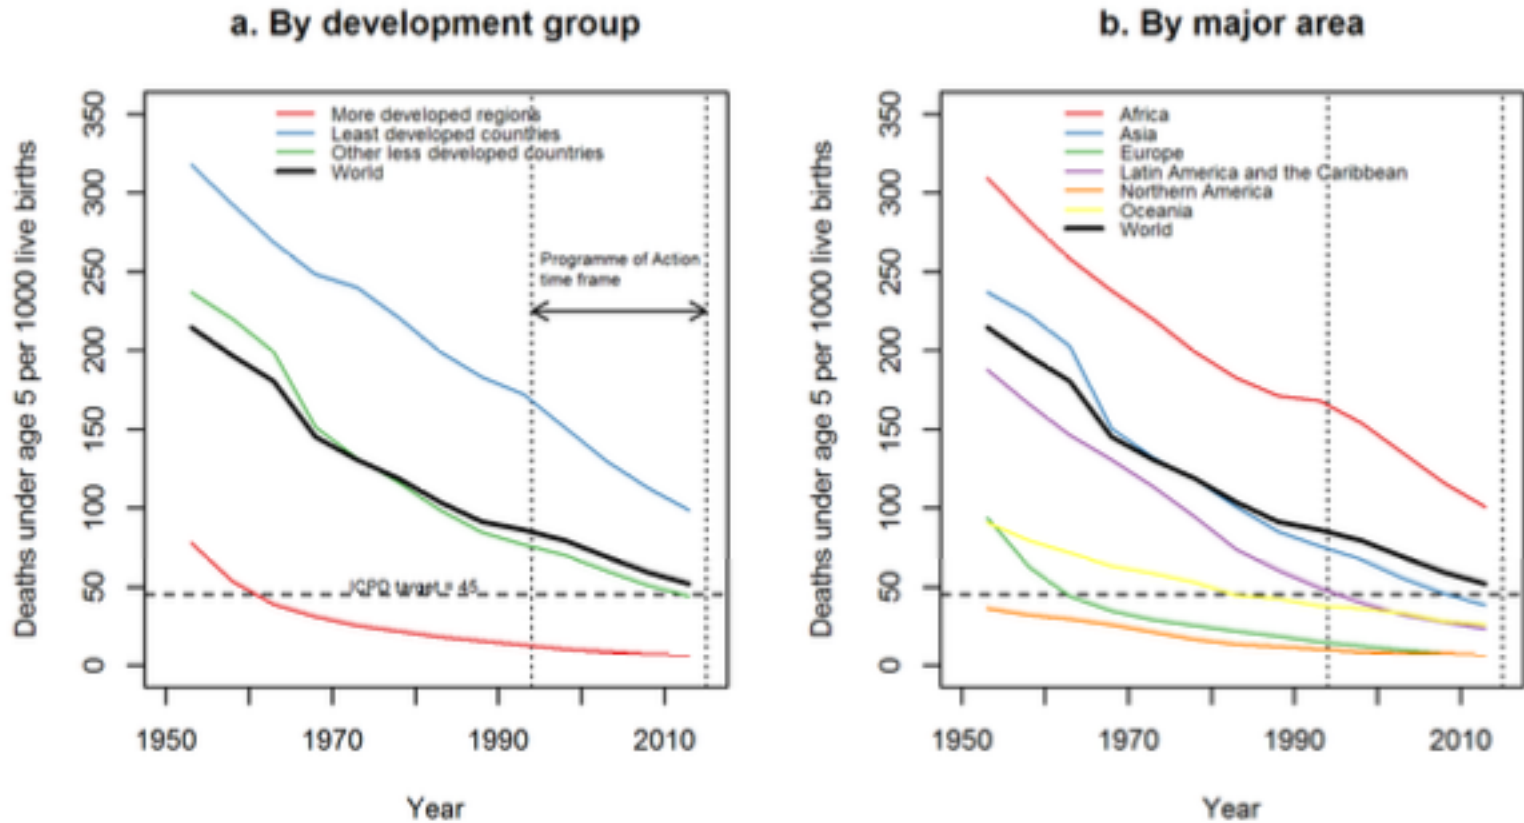 a. By development group
350
300
250
200
150
100
50
0
Deaths under age 5 per 1000 live births
More developed regions
Least developed countries
Other less developed countries
World
Programme of Action
time frame
ICPD target = 45
1950
1970
1990
2010
Year
b. By major area
350
300
250
200
150
100
50
0
Deaths under age 5 per 1000 live births
Africa
Asia
Europe
Latin America and the Caribbean
Northern America
Oceania
World
1950
1970
1990
2010
Year